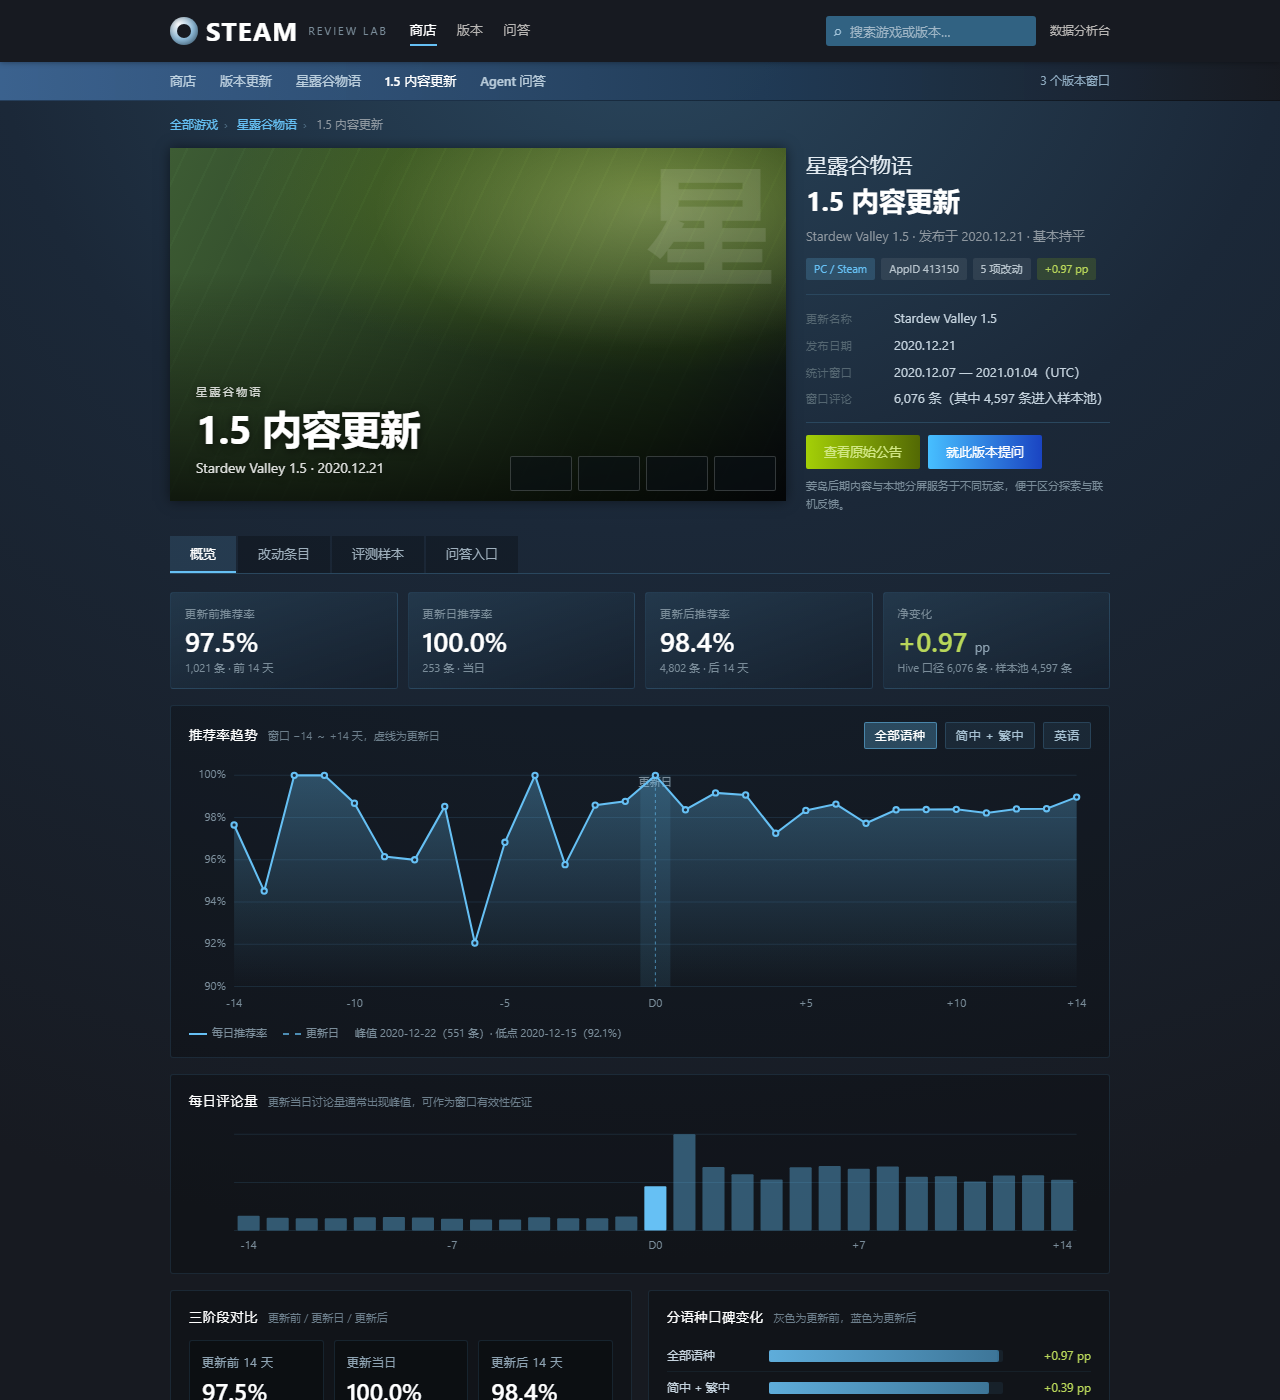 STEAM REVIEW LAB 商店 版本 问答 搜索游戏或版本... 数据分析台
商店 版本更新 星露谷物语 1.5 内容更新 Agent 问答 3 个版本窗口
全部游戏 › 星露谷物语 › 1.5 内容更新
星
星露谷物语
1.5 内容更新
Stardew Valley 1.5 · 2020.12.21
星露谷物语
1.5 内容更新
Stardew Valley 1.5 · 发布于 2020.12.21 · 基本持平
PC / Steam AppID 413150 5 项改动 +0.97 pp
更新名称 Stardew Valley 1.5
发布日期 2020.12.21
统计窗口 2020.12.07 — 2021.01.04（UTC）
窗口评论 6,076 条（其中 4,597 条进入样本池）
查看原始公告 就此版本提问
姜岛后期内容与本地分屏服务于不同玩家，便于区分探索与联
机反馈。
概览 改动条目 评测样本 问答入口
更新前推荐率
97.5%
1,021 条 · 前 14 天
更新日推荐率
100.0%
253 条 · 当日
更新后推荐率
98.4%
4,802 条 · 后 14 天
净变化
+0.97 pp
Hive 口径 6,076 条 · 样本池 4,597 条
推荐率趋势 窗口 −14 ～ +14 天，虚线为更新日 全部语种 简中 + 繁中 英语
更新日
100%
98%
96%
94%
92%
90%
-14 -10 -5 D0 +5 +10 +14
每日推荐率 更新日 峰值 2020-12-22（551 条）· 低点 2020-12-15（92.1%）
每日评论量 更新当日讨论量通常出现峰值，可作为窗口有效性佐证
-14 -7 D0 +7 +14
三阶段对比 更新前 / 更新日 / 更新后
更新前 14 天 更新当日 更新后 14 天
97.5% 100.0% 98.4%
分语种口碑变化 灰色为更新前，蓝色为更新后
全部语种 +0.97 pp
简中 + 繁中 +0.39 pp